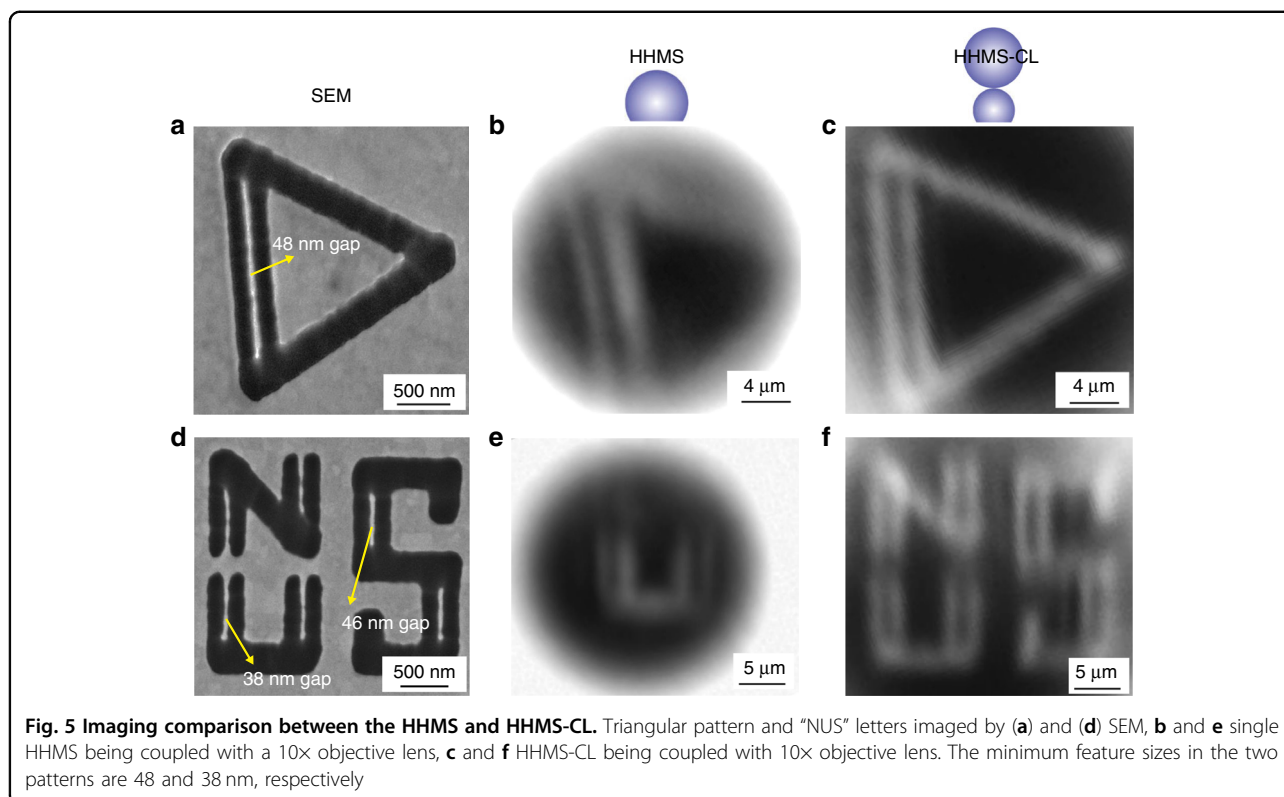 HHMS
HHMS-CL
SEM
a
b
c
48 nm gap
500 nm
4 μm
4 μm
d
e
f
46 nm gap
38 nm gap
500 nm
5 μm
5 μm
Fig. 5 Imaging comparison between the HHMS and HHMS-CL. Triangular pattern and “NUS” letters imaged by (a) and (d) SEM, b and e single
HHMS being coupled with a 10× objective lens, c and f HHMS-CL being coupled with 10× objective lens. The minimum feature sizes in the two
patterns are 48 and 38 nm, respectively